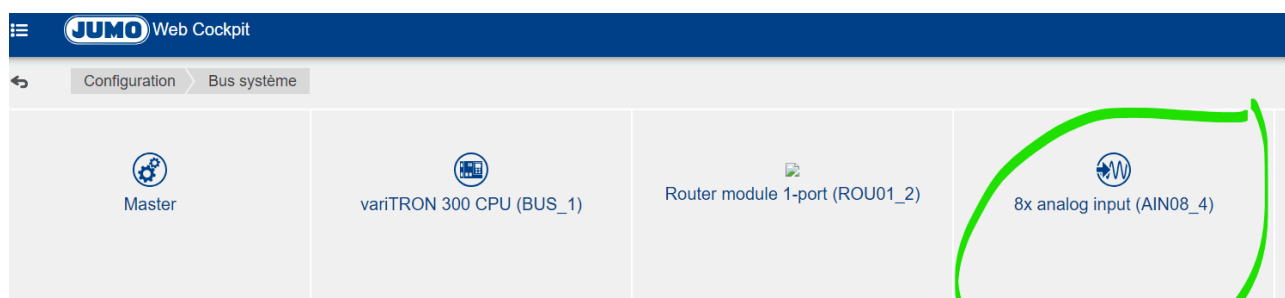 JUMO Web Cockpit
Configuration Bus système
Master
variTRON 300 CPU (BUS_1)
Router module 1-port (ROU01_2)
8x analog input (AIN08_4)